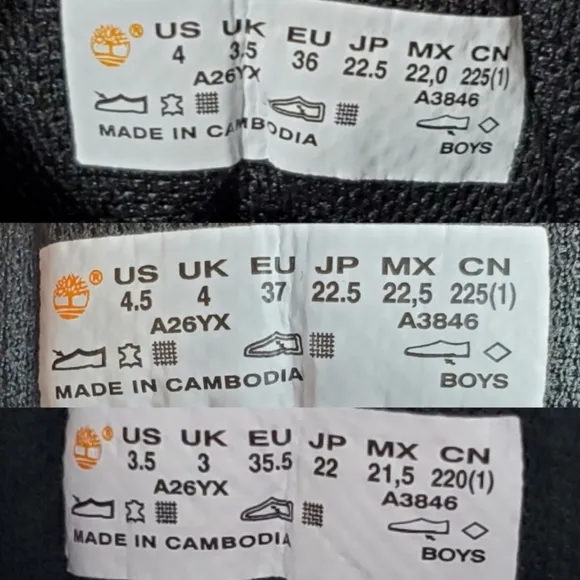 US UK EU JP MX CN
4 3.5 36 22.5 22,0 225(1)
A26YX A3846
MADE IN CAMBODIA BOYS
® US UK EU JP MX CN
4.5 4 37 22.5 22,5 225(1)
A26YX A3846
MADE IN CAMBODIA BOYS
US UK EU JP MX CN
3.5 3 35.5 22 21,5 220(1)
A26YX A3846
MADE IN CAMBODIA BOYS